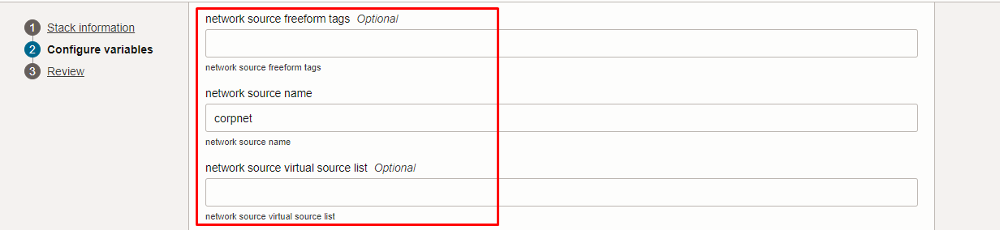 1 Stack information
2 Configure variables
3 Review
network source freeform tags Optional
network source freeform tags
network source name
corpnet
network source name
network source virtual source list Optional
network source virtual source list